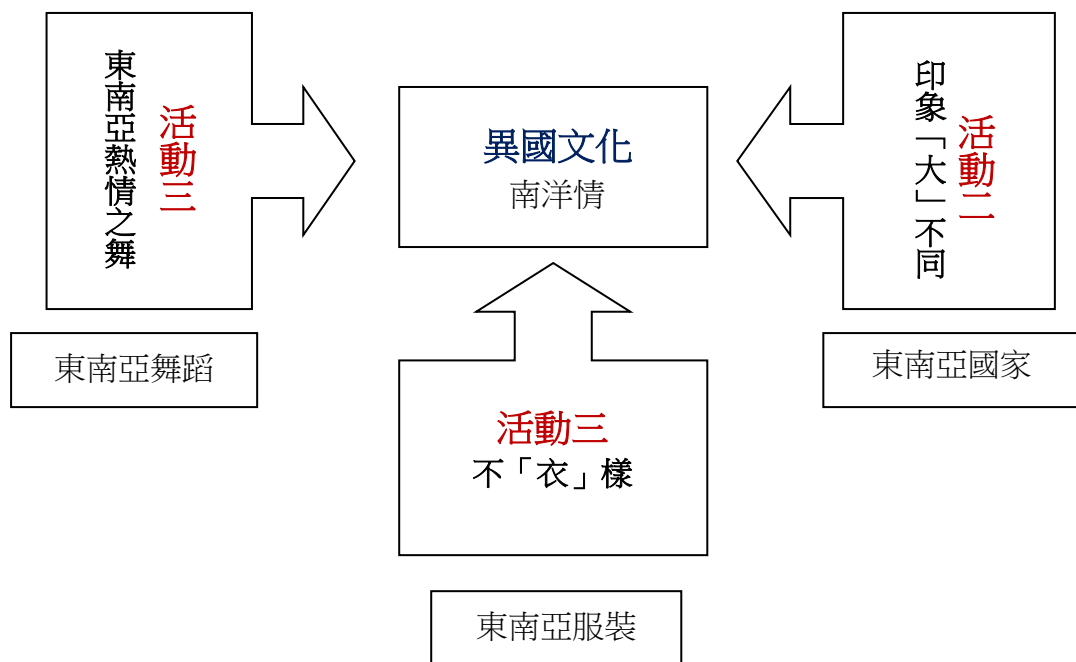 活動三
東南亞熱情之舞
異國文化
南洋情
活動二
印象「大」不同
東南亞舞蹈
東南亞國家
活動三
不「衣」樣
東南亞服裝